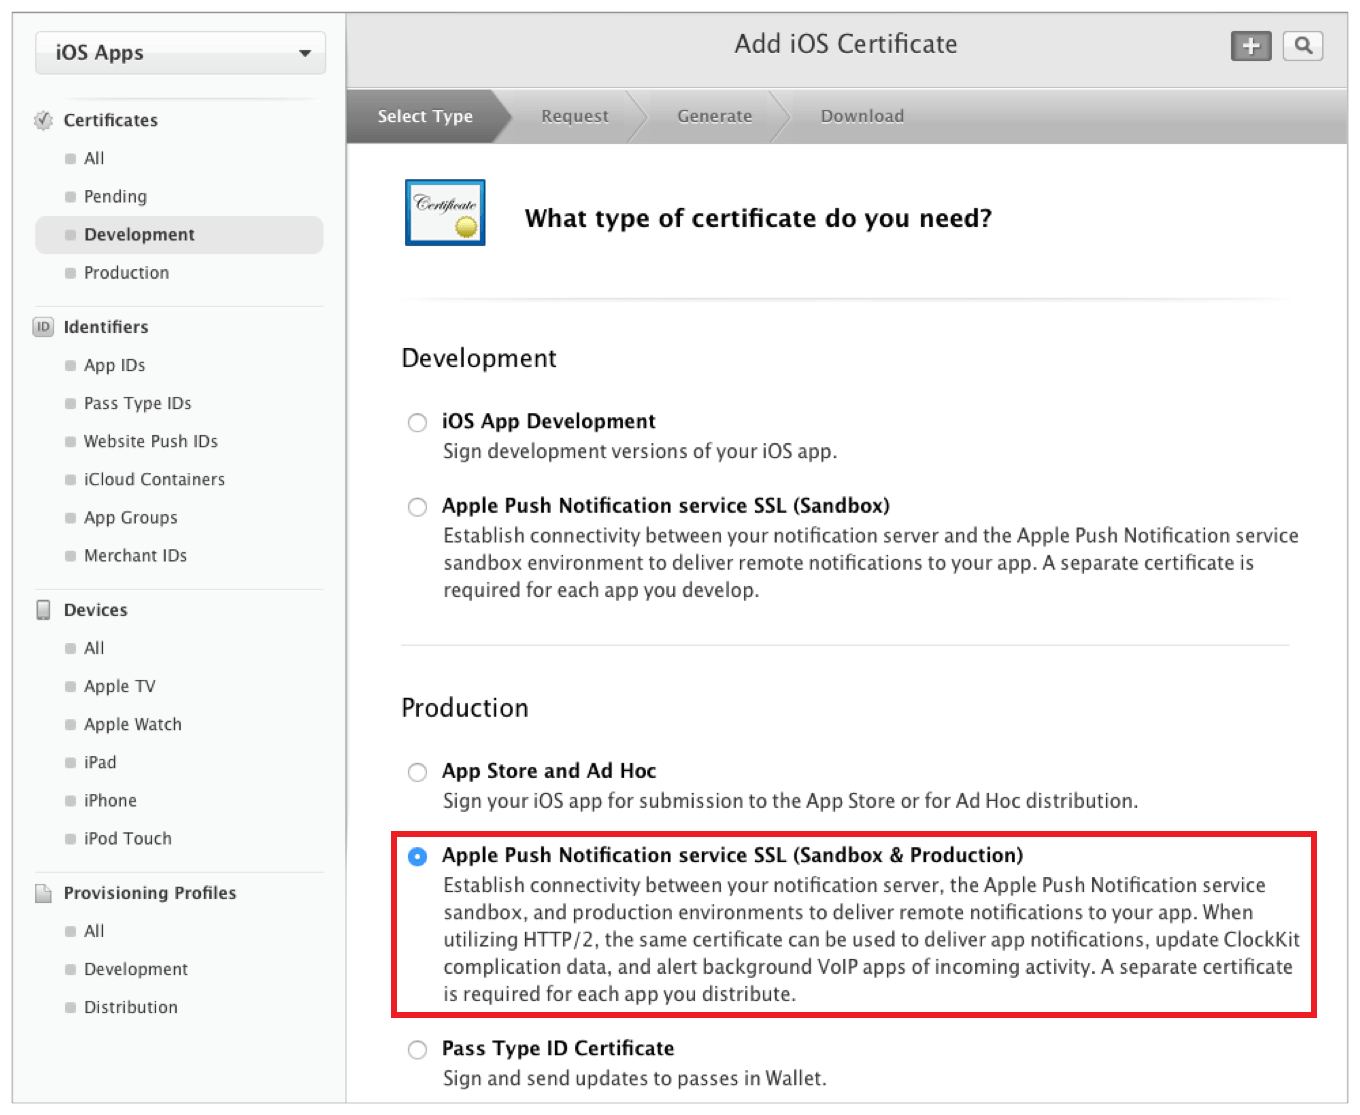 iOS Apps
Certificates
All
Pending
Development
Production
ID Identifiers
App IDs
Pass Type IDs
Website Push IDs
iCloud Containers
App Groups
Merchant IDs
Devices
All
Apple TV
Apple Watch
iPad
iPhone
iPod Touch
Provisioning Profiles
All
Development
Distribution
Add iOS Certificate
Select Type
Request
Generate
Download
Certificate
What type of certificate do you need?
Development
iOS App Development
Sign development versions of your iOS app.
Apple Push Notification service SSL (Sandbox)
Establish connectivity between your notification server and the Apple Push Notification service
sandbox environment to deliver remote notifications to your app. A separate certificate is
required for each app you develop.
Production
App Store and Ad Hoc
Sign your iOS app for submission to the App Store or for Ad Hoc distribution.
Apple Push Notification service SSL (Sandbox & Production)
Establish connectivity between your notification server, the Apple Push Notification service
sandbox, and production environments to deliver remote notifications to your app. When
utilizing HTTP/2, the same certificate can be used to deliver app notifications, update ClockKit
complication data, and alert background VoIP apps of incoming activity. A separate certificate
is required for each app you distribute.
Pass Type ID Certificate
Sign and send updates to passes in Wallet.